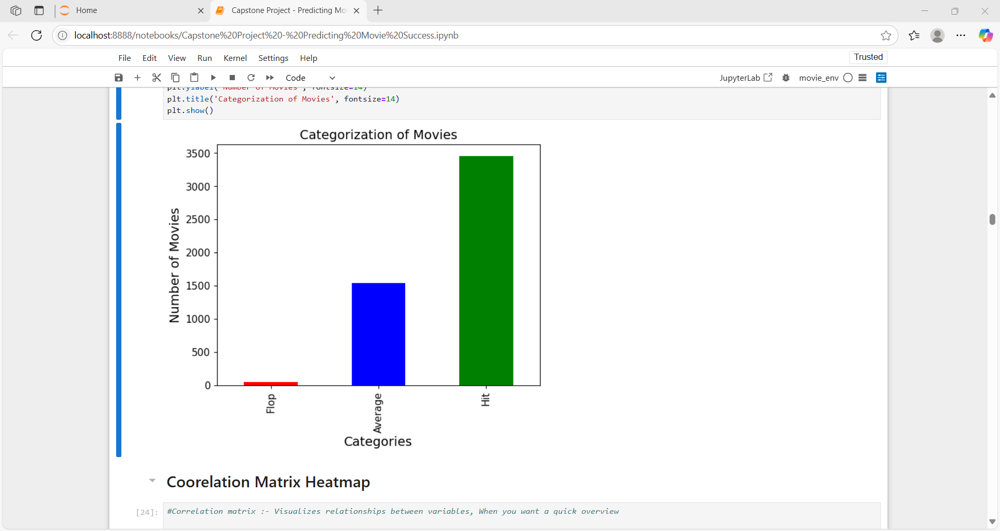 Home
Capstone Project - Predicting Mo
localhost:8888/notebooks/Capstone%20Project%20-%20Predicting%20Movie%20Success.ipynb
File Edit View Run Kernel Settings Help
Trusted
Code
JupyterLab
movie_env
plt.ylabel('Number of Movies', fontsize=14)
plt.title('Categorization of Movies', fontsize=14)
plt.show()
Categorization of Movies
3500
3000
2500
2000
1500
1000
500
0
Number of Movies
Flop
Average
Hit
Categories
Coorelation Matrix Heatmap
[24]:
#Correlation matrix :- Visualizes relationships between variables, When you want a quick overview